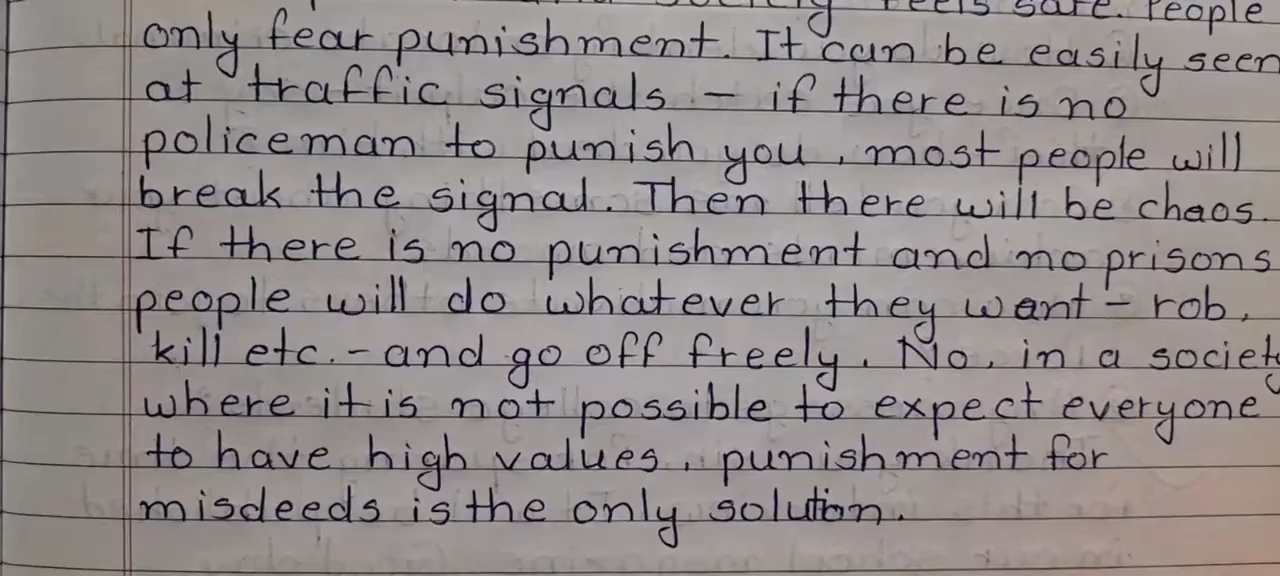 feels safe. People
only fear punishment. It can be easily seen
at traffic signals – if there is no
policeman to punish you, most people will
break the signal. Then there will be chaos.
If there is no punishment and no prisons
people will do whatever they want – rob,
kill etc. – and go off freely. No, in a society
where it is not possible to expect everyone
to have high values, punishment for
misdeeds is the only solution.